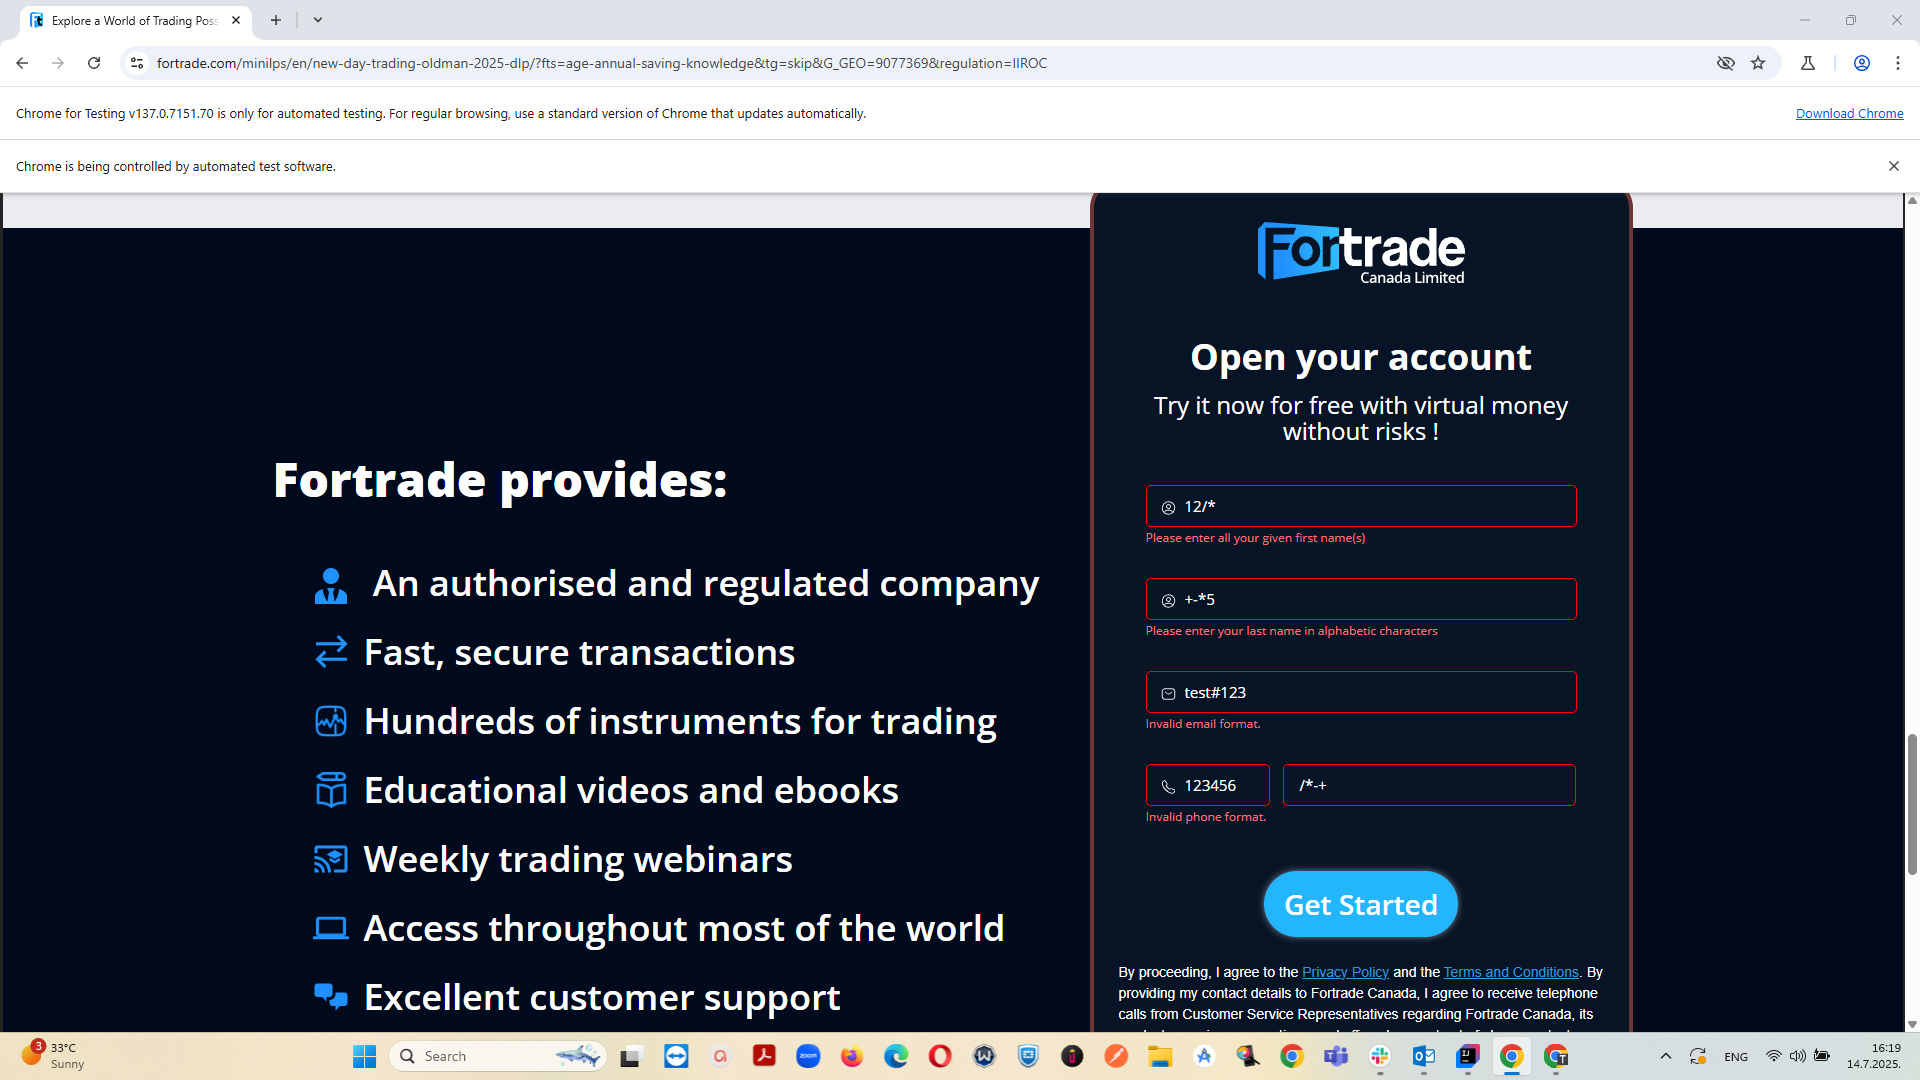 Explore a World of Trading Poss
fortrade.com/minilps/en/new-day-trading-oldman-2025-dlp/?fts=age-annual-saving-knowledge&tg=skip&G_GEO=9077369&regulation=IIROC
Chrome for Testing v137.0.7151.70 is only for automated testing. For regular browsing, use a standard version of Chrome that updates automatically.
Download Chrome
Chrome is being controlled by automated test software.
Fortrade
Canada Limited
Open your account
Try it now for free with virtual money
without risks !
12/*
Please enter all your given first name(s)
+-*5
Please enter your last name in alphabetic characters
test#123
Invalid email format.
123456
/*-+
Invalid phone format.
Get Started
By proceeding, I agree to the Privacy Policy and the Terms and Conditions. By
providing my contact details to Fortrade Canada, I agree to receive telephone
calls from Customer Service Representatives regarding Fortrade Canada, its
Fortrade provides:
An authorised and regulated company
Fast, secure transactions
Hundreds of instruments for trading
Educational videos and ebooks
Weekly trading webinars
Access throughout most of the world
Excellent customer support
3
33°C
Sunny
Search
zoom
ENG
16:19
14.7.2025.